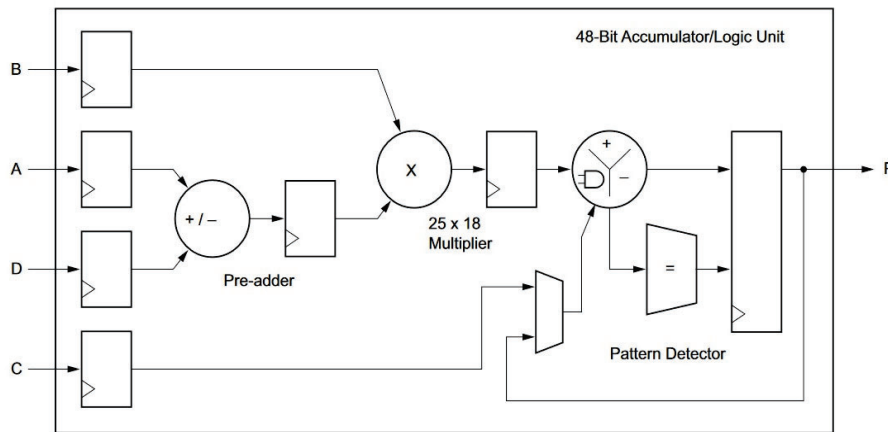 48-Bit Accumulator/Logic Unit
B
A
D
C
+ / –
Pre-adder
X
25 x 18
Multiplier
+
–
=
Pattern Detector
P